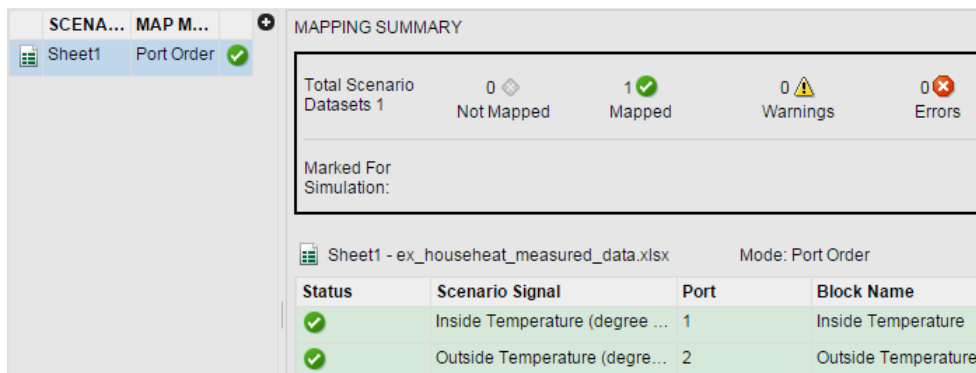 SCENA... MAP M...
Sheet1 Port Order
MAPPING SUMMARY
Total Scenario
Datasets 1
0
Not Mapped
1
Mapped
0
Warnings
0
Errors
Marked For
Simulation:
Sheet1 - ex_househeat_measured_data.xlsx Mode: Port Order
Status Scenario Signal Port Block Name
Inside Temperature (degree ... 1 Inside Temperature
Outside Temperature (degre... 2 Outside Temperature